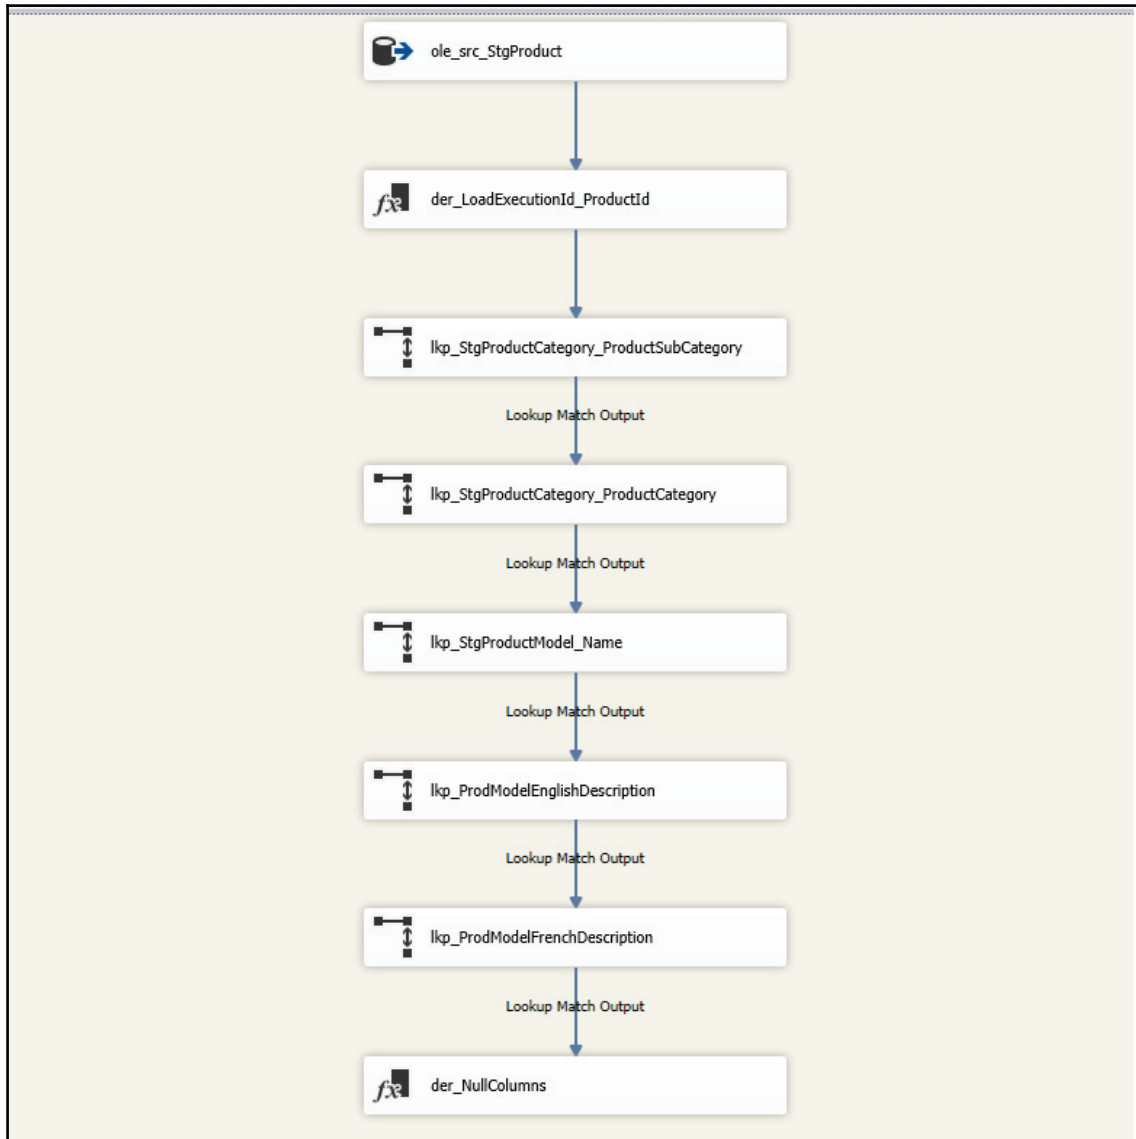 ole_src_StgProduct
der_LoadExecutionId_ProductId
lkp_StgProductCategory_ProductSubCategory
Lookup Match Output
lkp_StgProductCategory_ProductCategory
Lookup Match Output
lkp_StgProductModel_Name
Lookup Match Output
lkp_ProdModelEnglishDescription
Lookup Match Output
lkp_ProdModelFrenchDescription
Lookup Match Output
der_NullColumns